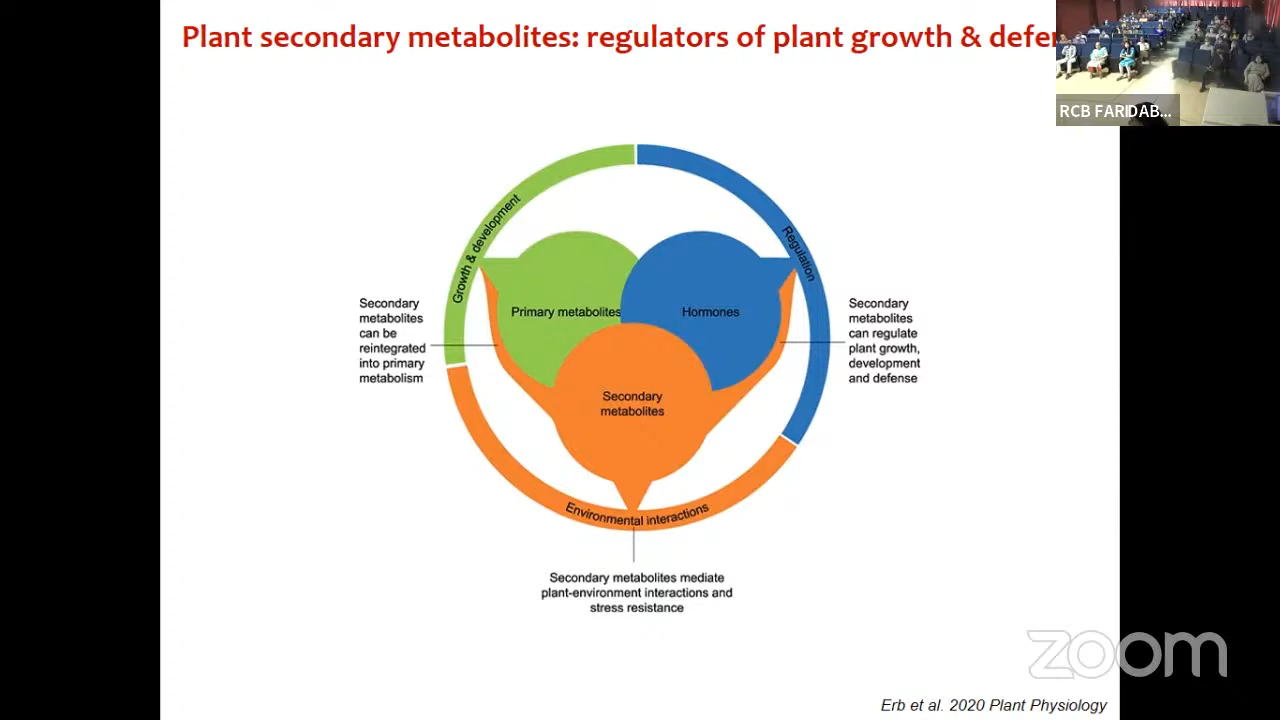 Plant secondary metabolites: regulators of plant growth & defen
RCB FARIDAB...
Growth & development
Regulation
Primary metabolites
Hormones
Secondary
metabolites
Environmental interactions
Secondary
metabolites
can be
reintegrated
into primary
metabolism
Secondary
metabolites
can regulate
plant growth,
development
and defense
Secondary metabolites mediate
plant-environment interactions and
stress resistance
zoom
Erb et al. 2020 Plant Physiology